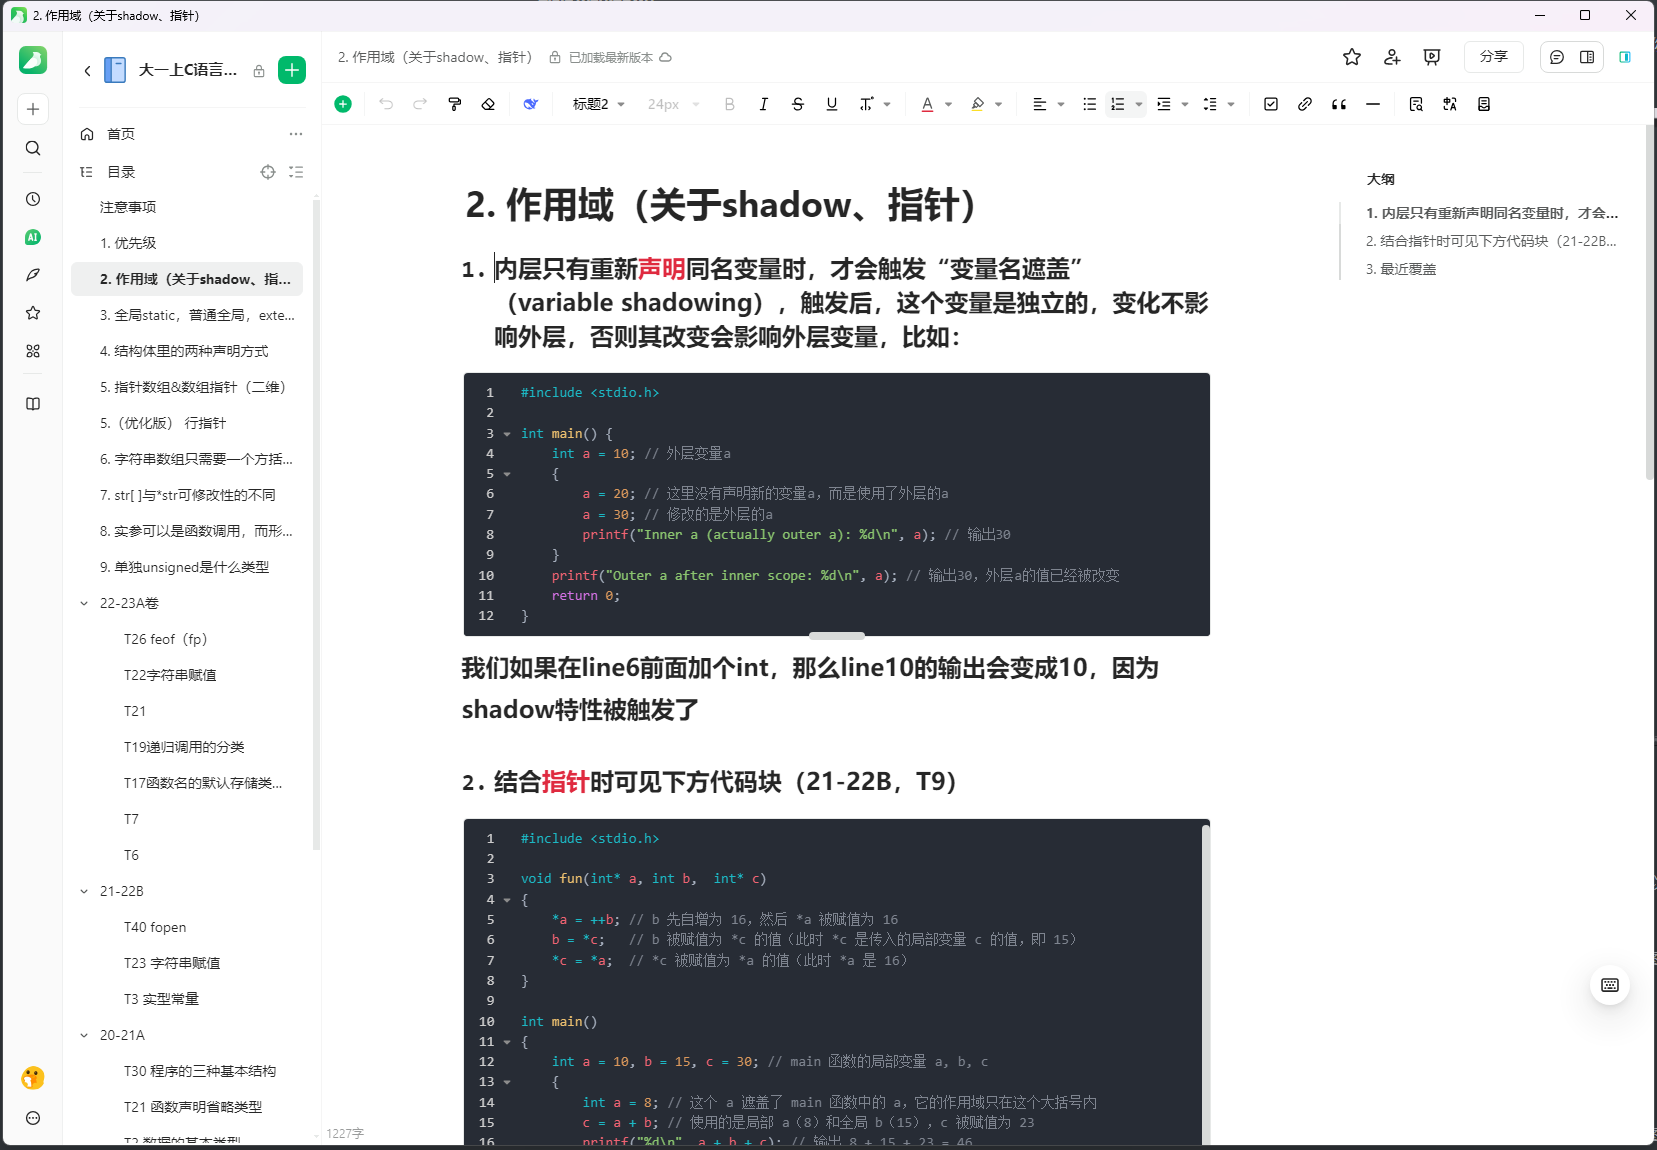 2. 作用域（关于shadow、指针）
大一上C语言...
首页
目录
注意事项
1. 优先级
2. 作用域（关于shadow、指...
3. 全局static，普通全局，exte...
4. 结构体里的两种声明方式
5. 指针数组&数组指针（二维）
5.（优化版） 行指针
6. 字符串数组只需要一个方括...
7. str[ ]与*str可修改性的不同
8. 实参可以是函数调用，而形...
9. 单独unsigned是什么类型
22-23A卷
T26 feof（fp）
T22字符串赋值
T21
T19递归调用的分类
T17函数名的默认存储类...
T7
T6
21-22B
T40 fopen
T23 字符串赋值
T3 实型常量
20-21A
T30 程序的三种基本结构
T21 函数声明省略类型
T2 数据的基本类型
AI
2. 作用域（关于shadow、指针） 已加载最新版本
分享
标题2 24px B I S U T A
2. 作用域（关于shadow、指针）
1. 内层只有重新声明同名变量时，才会触发“变量名遮盖”
（variable shadowing），触发后，这个变量是独立的，变化不影
响外层，否则其改变会影响外层变量，比如：
1 #include <stdio.h>
2
3 int main() {
4 int a = 10; // 外层变量a
5 {
6 a = 20; // 这里没有声明新的变量a，而是使用了外层的a
7 a = 30; // 修改的是外层的a
8 printf("Inner a (actually outer a): %d\n", a); // 输出30
9 }
10 printf("Outer a after inner scope: %d\n", a); // 输出30，外层a的值已经被改变
11 return 0;
12 }
我们如果在line6前面加个int，那么line10的输出会变成10，因为
shadow特性被触发了
2. 结合指针时可见下方代码块（21-22B，T9）
1 #include <stdio.h>
2
3 void fun(int* a, int b,  int* c)
4 {
5 *a = ++b; // b 先自增为 16，然后 *a 被赋值为 16
6 b = *c;   // b 被赋值为 *c 的值（此时 *c 是传入的局部变量 c 的值，即 15）
7 *c = *a;  // *c 被赋值为 *a 的值（此时 *a 是 16）
8 }
9
10 int main()
11 {
12 int a = 10, b = 15, c = 30; // main 函数的局部变量 a, b, c
13 {
14 int a = 8; // 这个 a 遮盖了 main 函数中的 a，它的作用域只在这个大括号内
15 c = a + b; // 使用的是局部 a（8）和全局 b（15），c 被赋值为 23
16 printf("%d\n", a + b + c); // 输出 8 + 15 + 23 = 46
1227字
大纲
1. 内层只有重新声明同名变量时，才会...
2. 结合指针时可见下方代码块（21-22B...
3. 最近覆盖